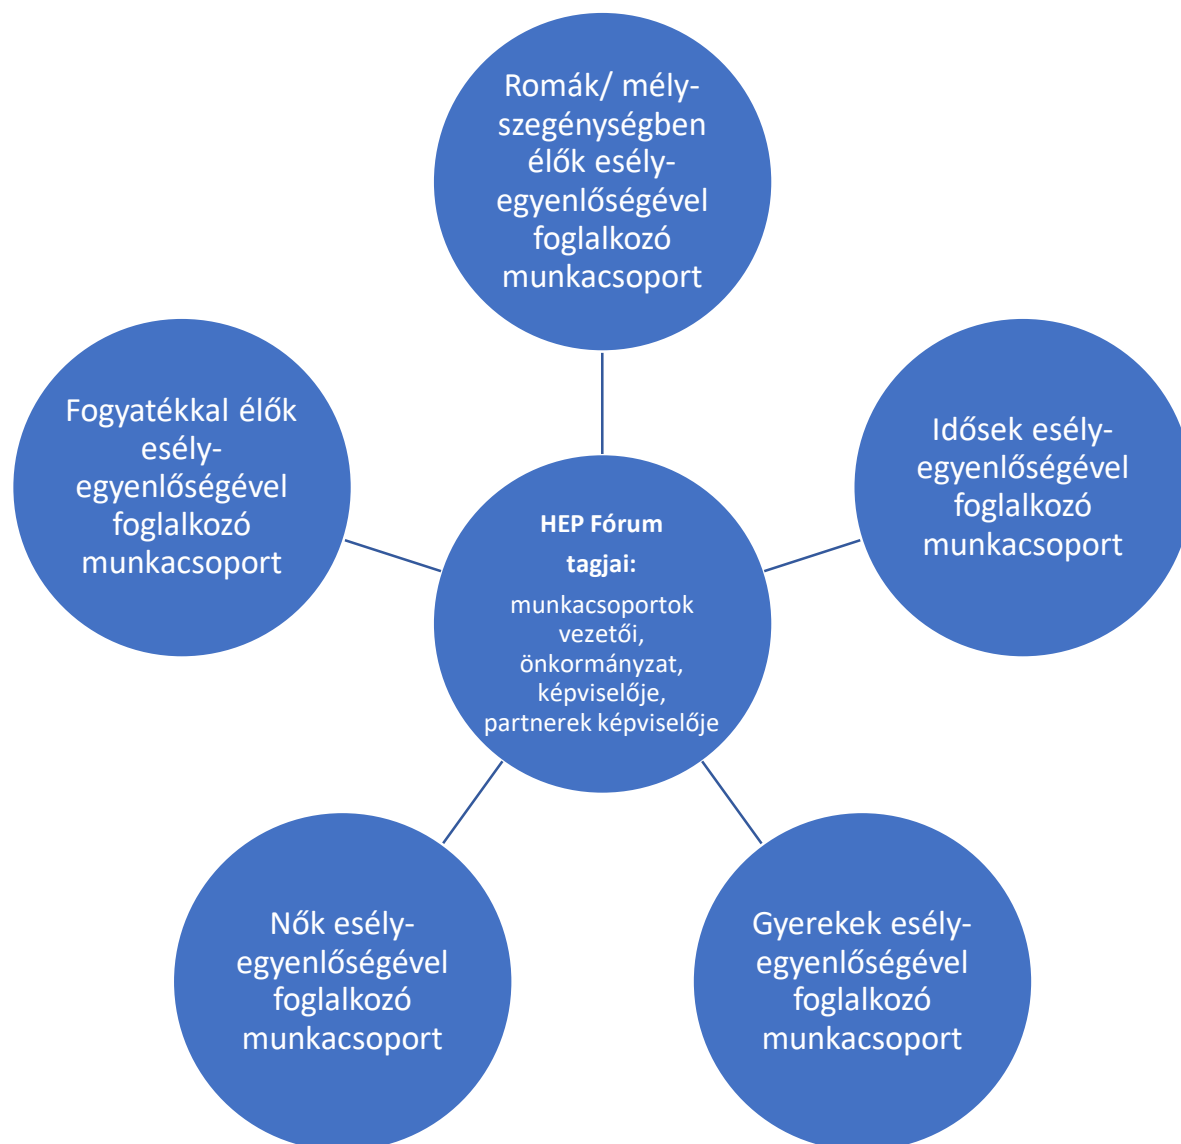 Romák/ mély-
szegénységben
élők esély-
egyenlőségével
foglalkozó
munkacsoport
Fogyatékkal élők
esély-
egyenlőségével
foglalkozó
munkacsoport
Idősek esély-
egyenlőségével
foglalkozó
munkacsoport
HEP Fórum
tagjai:
munkacsoportok
vezetői,
önkormányzat,
képviselője,
partnerek képviselője
Nők esély-
egyenlőségével
foglalkozó
munkacsoport
Gyerekek esély-
egyenlőségével
foglalkozó
munkacsoport